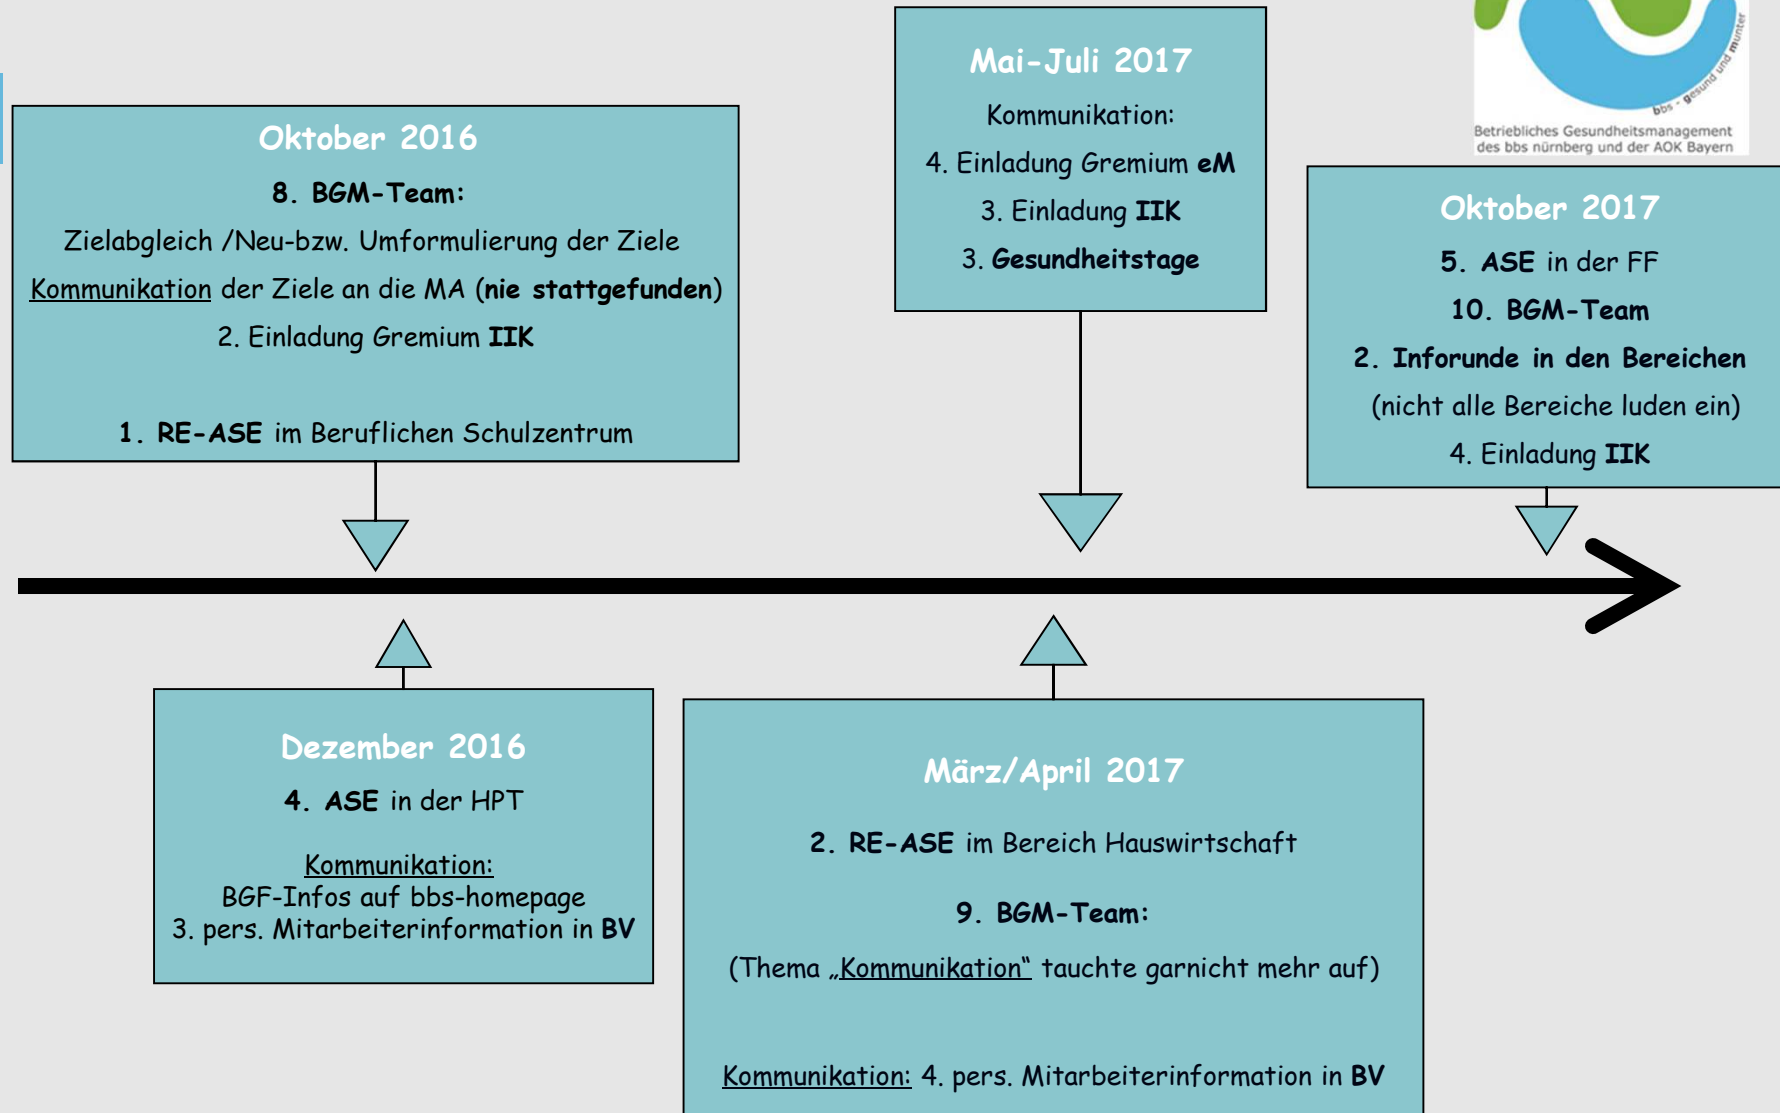 Oktober 2016
8. BGM-Team:
Zielabgleich /Neu-bzw. Umformulierung der Ziele
Kommunikation der Ziele an die MA (nie stattgefunden)
2. Einladung Gremium IIK
1. RE-ASE im Beruflichen Schulzentrum
Mai-Juli 2017
Kommunikation:
4. Einladung Gremium eM
3. Einladung IIK
3. Gesundheitstage
bbs - gesund und munter
Betriebliches Gesundheitsmanagement
des bbs nürnberg und der AOK Bayern
Oktober 2017
5. ASE in der FF
10. BGM-Team
2. Inforunde in den Bereichen
(nicht alle Bereiche luden ein)
4. Einladung IIK
Dezember 2016
4. ASE in der HPT
Kommunikation:
BGF-Infos auf bbs-homepage
3. pers. Mitarbeiterinformation in BV
März/April 2017
2. RE-ASE im Bereich Hauswirtschaft
9. BGM-Team:
(Thema „Kommunikation“ tauchte garnicht mehr auf)
Kommunikation: 4. pers. Mitarbeiterinformation in BV